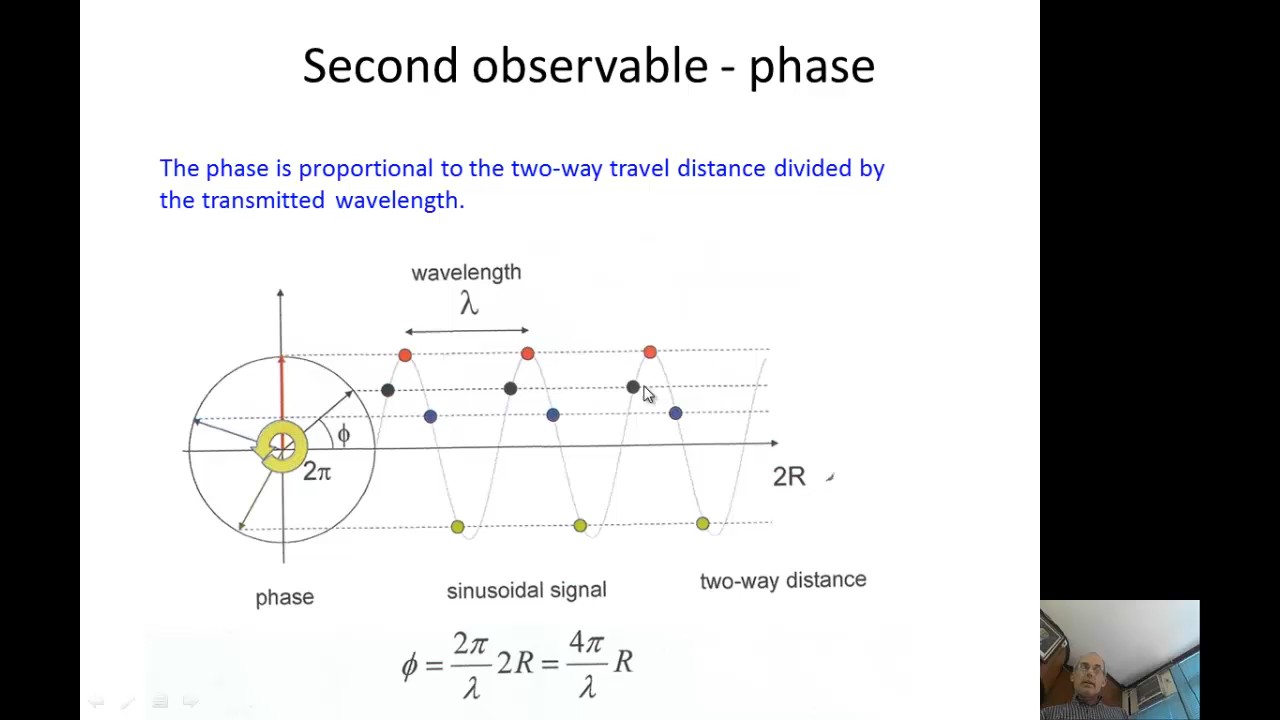 Second observable - phase
The phase is proportional to the two-way travel distance divided by
the transmitted wavelength.
wavelength
λ
ϕ
2π
2R
phase
sinusoidal signal
two-way distance
ϕ = 2π/λ 2R = 4π/λ R